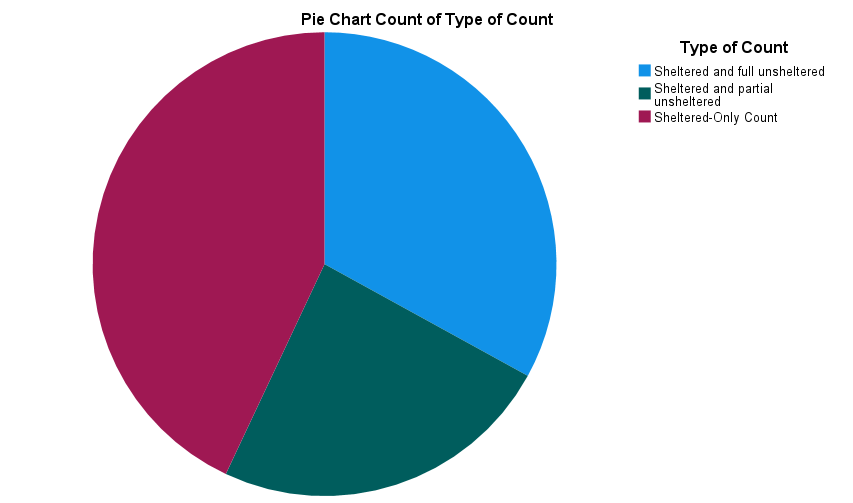 Pie Chart Count of Type of Count
Type of Count
Sheltered and full unsheltered
Sheltered and partial
unsheltered
Sheltered-Only Count